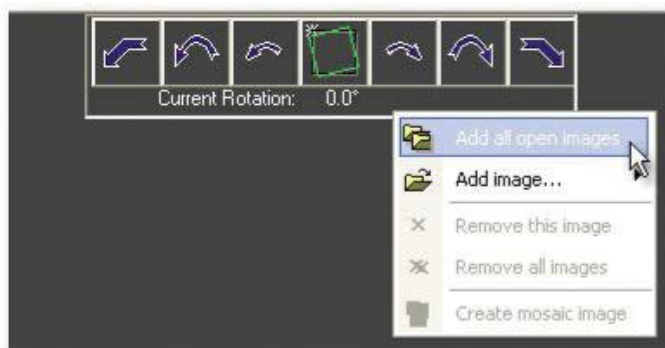 Current Rotation: 0.0°
Add all open images
Add image...
Remove this image
Remove all images
Create mosaic image